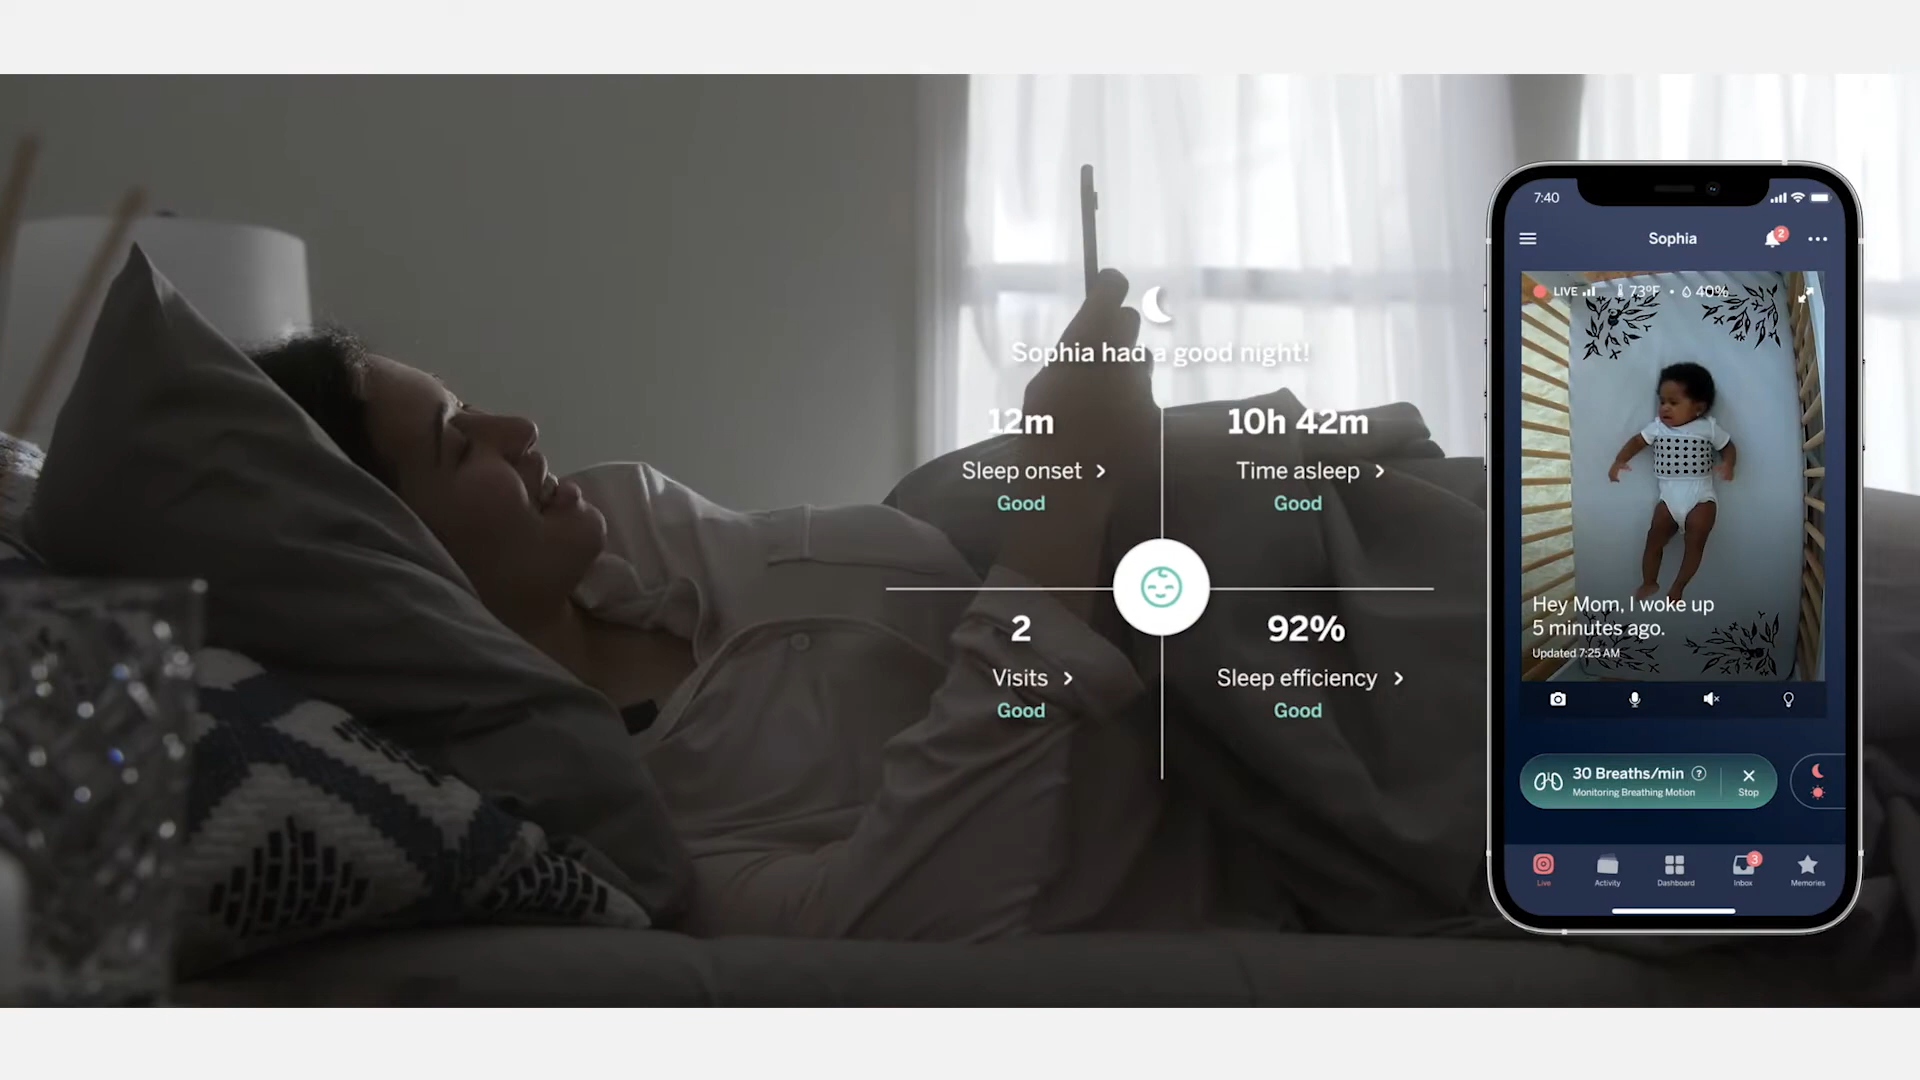 Sophia had a good night!
12m
Sleep onset
Good
10h 42m
Time asleep
Good
2
Visits
Good
92%
Sleep efficiency
Good
7:40
Sophia
2
LIVE 73°F • 40%
Hey Mom, I woke up
5 minutes ago.
Updated 7:25 AM
30 Breaths/min ?
Monitoring Breathing Motion
Stop
3
Live
Activity
Dashboard
Inbox
Memories